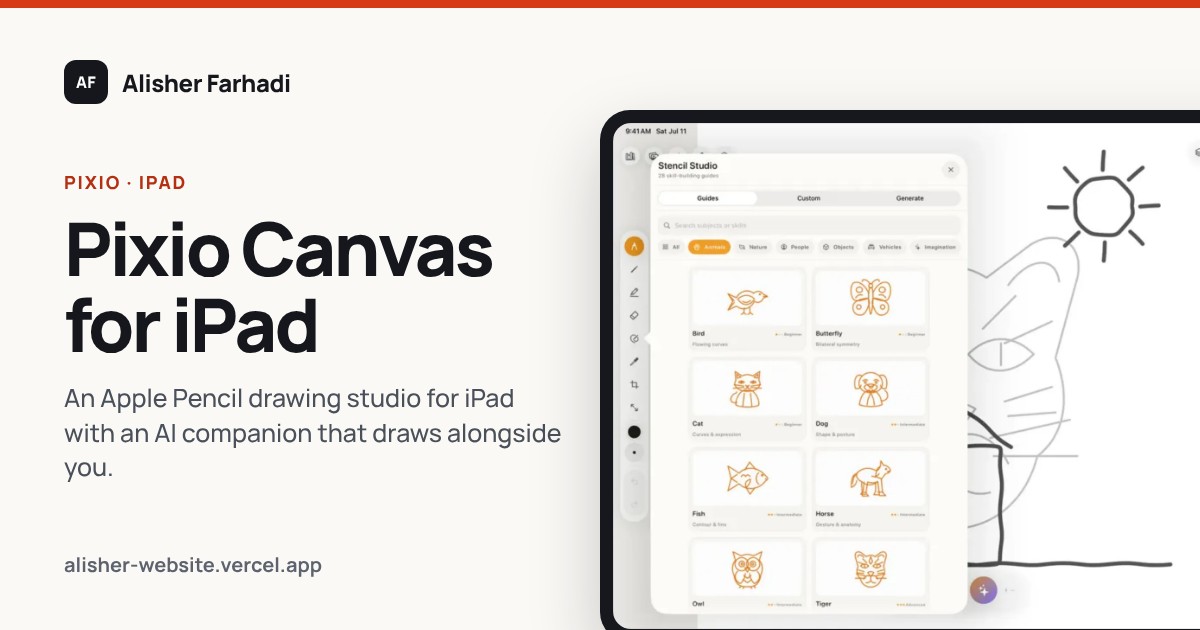 AF
Alisher Farhadi
PIXIO · IPAD
Pixio Canvas
for iPad
An Apple Pencil drawing studio for iPad
with an AI companion that draws alongside
you.
alisher-website.vercel.app
9:41 AM Sat Jul 11
Stencil Studio
28 skill-building guides
Guides Custom Generate
Search subjects or skills
All Animals Nature People Objects Vehicles Imagination
Bird Beginner Butterfly Beginner
Flowing curves Bilateral symmetry
Cat Beginner Dog Intermediate
Curves & expression Shape & posture
Fish Intermediate Horse Intermediate
Contour & fins Gesture & anatomy
Owl Intermediate Tiger Advanced